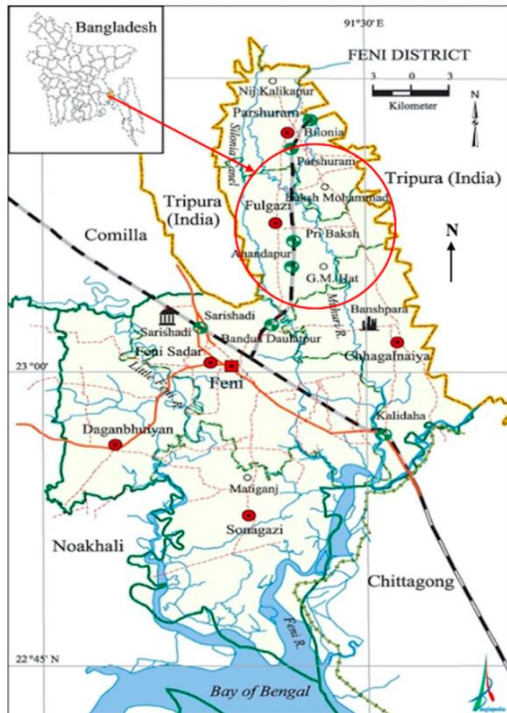 Bangladesh
91°30' E
FENI DISTRICT
3 0 3
Kilometer
N
Nij Kalikapur
Parshuram
Bilonia
Silonia Canel
Parshuram
Tripura (India)
Tripura
(India)
Baksh Mohammad
Fulgazi
N
Comilla
Pri Baksh
Anandapur
G.M. Hat
Muhari R.
Sarishadi
Banshpara
Sarishadi
Bandua Daulatpur
Feni Sadar
Chhagalnaiya
23°00'
Little Feni R.
Feni
Daganbhuiyan
Kalidaha
Matiganj
Sonagazi
Noakhali
Chittagong
Feni R.
22°45' N
Bay of Bengal